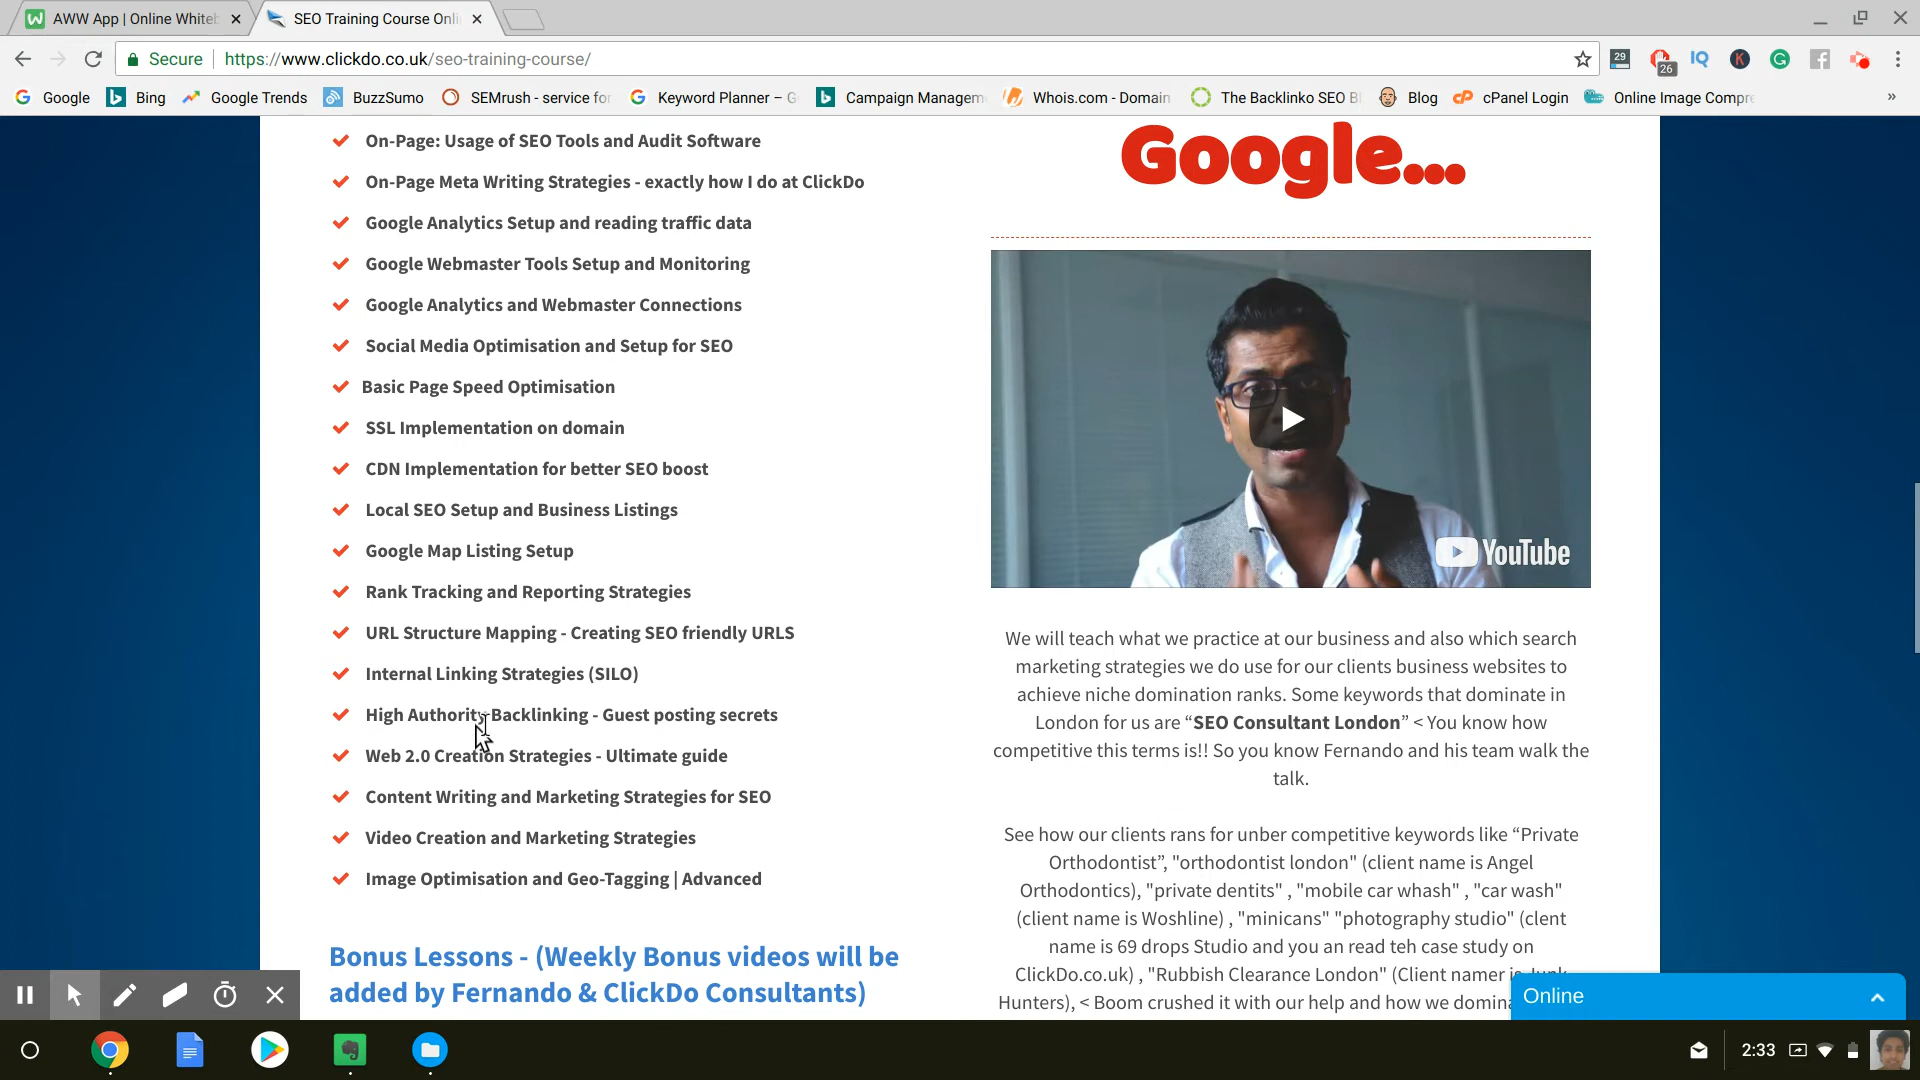 AWW App | Online Whiteb
SEO Training Course Onli
Secure
https://www.clickdo.co.uk/seo-training-course/
29
26
IQ
K
G
Google
Bing
Google Trends
BuzzSumo
SEMrush - service for
Keyword Planner – G
Campaign Managem
Whois.com - Domain
The Backlinko SEO B
Blog
cPanel Login
Online Image Compre
»
On-Page: Usage of SEO Tools and Audit Software
On-Page Meta Writing Strategies - exactly how I do at ClickDo
Google Analytics Setup and reading traffic data
Google Webmaster Tools Setup and Monitoring
Google Analytics and Webmaster Connections
Social Media Optimisation and Setup for SEO
Basic Page Speed Optimisation
SSL Implementation on domain
CDN Implementation for better SEO boost
Local SEO Setup and Business Listings
Google Map Listing Setup
Rank Tracking and Reporting Strategies
URL Structure Mapping - Creating SEO friendly URLS
Internal Linking Strategies (SILO)
High Authority Backlinking - Guest posting secrets
Web 2.0 Creation Strategies - Ultimate guide
Content Writing and Marketing Strategies for SEO
Video Creation and Marketing Strategies
Image Optimisation and Geo-Tagging | Advanced
Bonus Lessons - (Weekly Bonus videos will be
added by Fernando & ClickDo Consultants)
Google...
YouTube
We will teach what we practice at our business and also which search
marketing strategies we do use for our clients business websites to
achieve niche domination ranks. Some keywords that dominate in
London for us are “SEO Consultant London” < You know how
competitive this terms is!! So you know Fernando and his team walk the
talk.
See how our clients rans for unber competitive keywords like “Private
Orthodontist”, "orthodontist london" (client name is Angel
Orthodontics), "private dentits" , "mobile car whash" , "car wash"
(client name is Woshline) , "minicans" "photography studio" (clent
name is 69 drops Studio and you an read teh case study on
ClickDo.co.uk) , "Rubbish Clearance London" (Client namer is Junk
Hunters), < Boom crushed it with our help and how we domina
Online
2:33